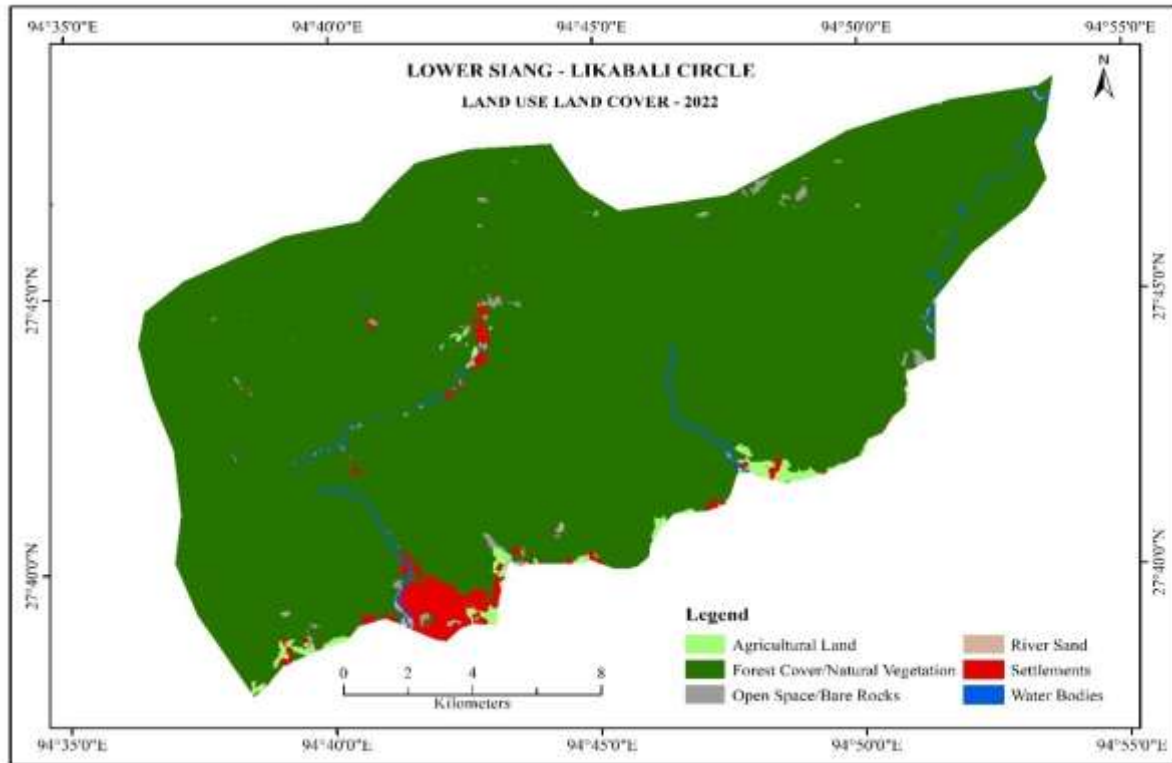 94°35'0"E 94°40'0"E 94°45'0"E 94°50'0"E 94°55'0"E
LOWER SIANG - LIKABALI CIRCLE
LAND USE LAND COVER - 2022
N
27°45'0"N 27°45'0"N
27°40'0"N 27°40'0"N
Legend
Agricultural Land River Sand
Forest Cover/Natural Vegetation Settlements
Open Space/Bare Rocks Water Bodies
0 2 4 8
Kilometers
94°35'0"E 94°40'0"E 94°45'0"E 94°50'0"E 94°55'0"E